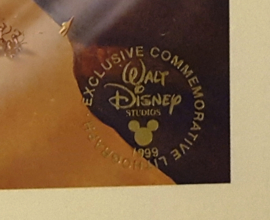 EXCLUSIVE COMMEMORATIVE
WALT
DISNEY
STUDIOS
1999